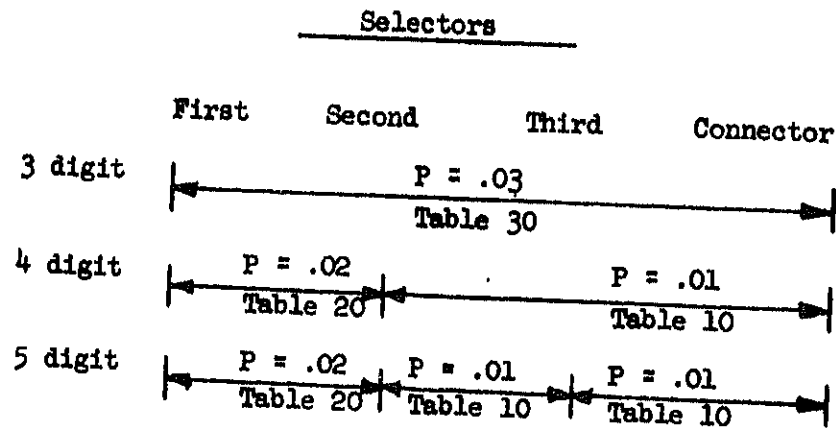 Selectors
First Second Third Connector
3 digit P = .03
Table 30
4 digit P = .02 P = .01
Table 20 Table 10
5 digit P = .02 P = .01 P = .01
Table 20 Table 10 Table 10